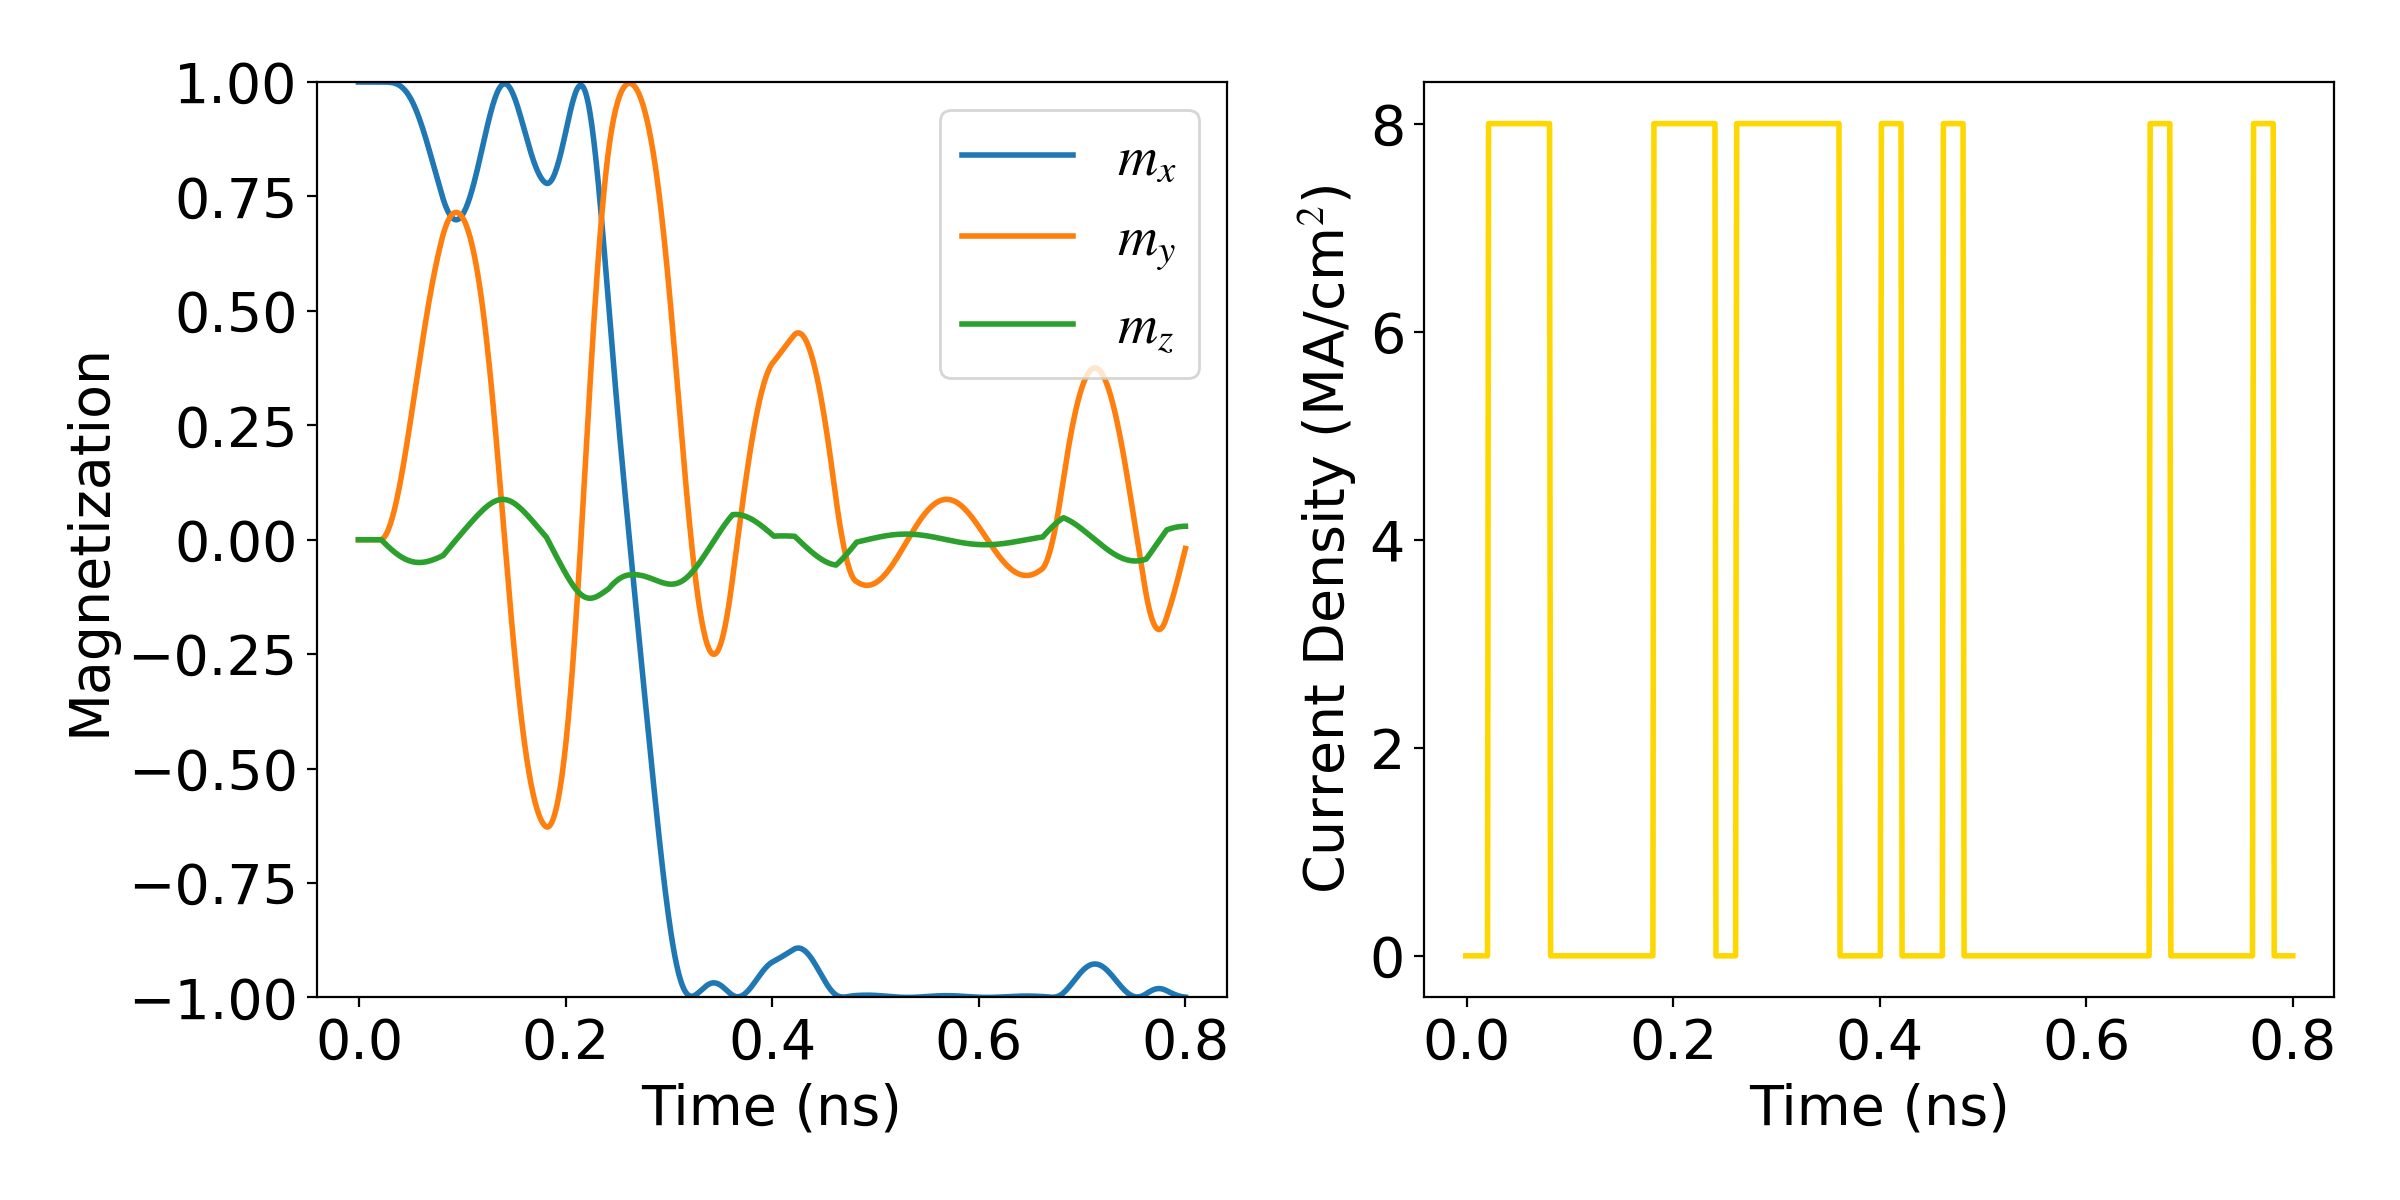 1.00
0.75
0.50
0.25
0.00
−0.25
−0.50
−0.75
−1.00
Magnetization
0.0 0.2 0.4 0.6 0.8
Time (ns)
m_x
m_y
m_z
8
6
4
2
0
Current Density (MA/cm²)
0.0 0.2 0.4 0.6 0.8
Time (ns)